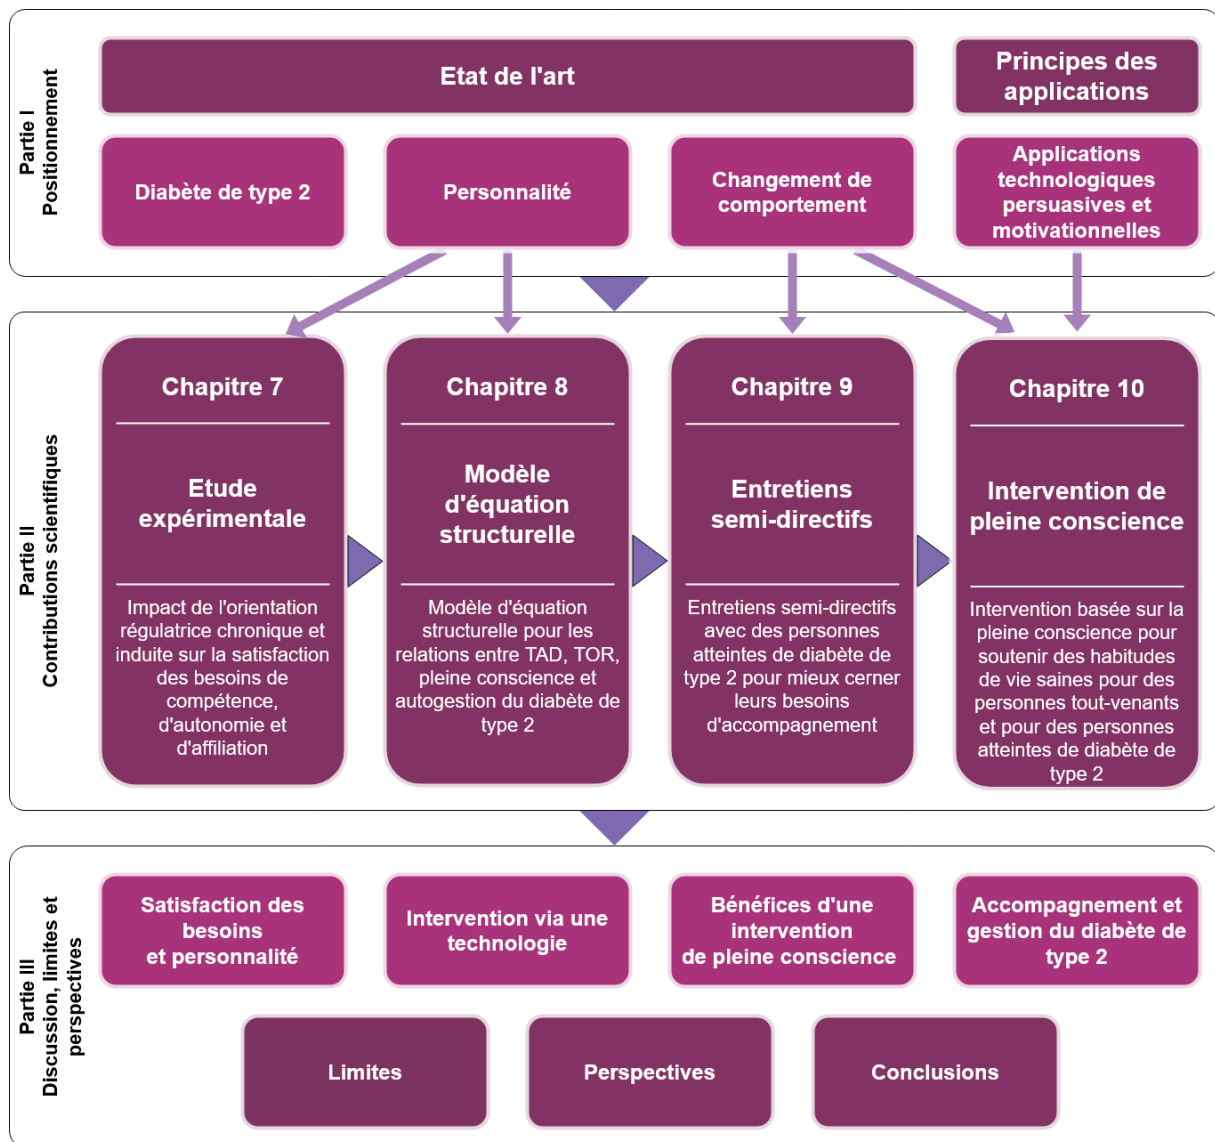 Partie I
Positionnement
Etat de l'art
Principes des
applications
Diabète de type 2
Personnalité
Changement de
comportement
Applications
technologiques
persuasives et
motivationnelles
Partie II
Contributions scientifiques
Chapitre 7
Etude
expérimentale
Impact de l'orientation
régulatrice chronique et
induite sur la satisfaction
des besoins de
compétence,
d'autonomie et
d'affiliation
Chapitre 8
Modèle
d'équation
structurelle
Modèle d'équation
structurelle pour les
relations entre TAD, TOR,
pleine conscience et
autogestion du diabète de
type 2
Chapitre 9
Entretiens
semi-directifs
Entretiens semi-directifs
avec des personnes
atteintes de diabète de
type 2 pour mieux cerner
leurs besoins
d'accompagnement
Chapitre 10
Intervention de
pleine conscience
Intervention basée sur la
pleine conscience pour
soutenir des habitudes
de vie saines pour des
personnes tout-venants
et pour des personnes
atteintes de diabète de
type 2
Partie III
Discussion, limites et
perspectives
Satisfaction des
besoins
et personnalité
Intervention via une
technologie
Bénéfices d'une
intervention
de pleine conscience
Accompagnement et
gestion du diabète de
type 2
Limites
Perspectives
Conclusions